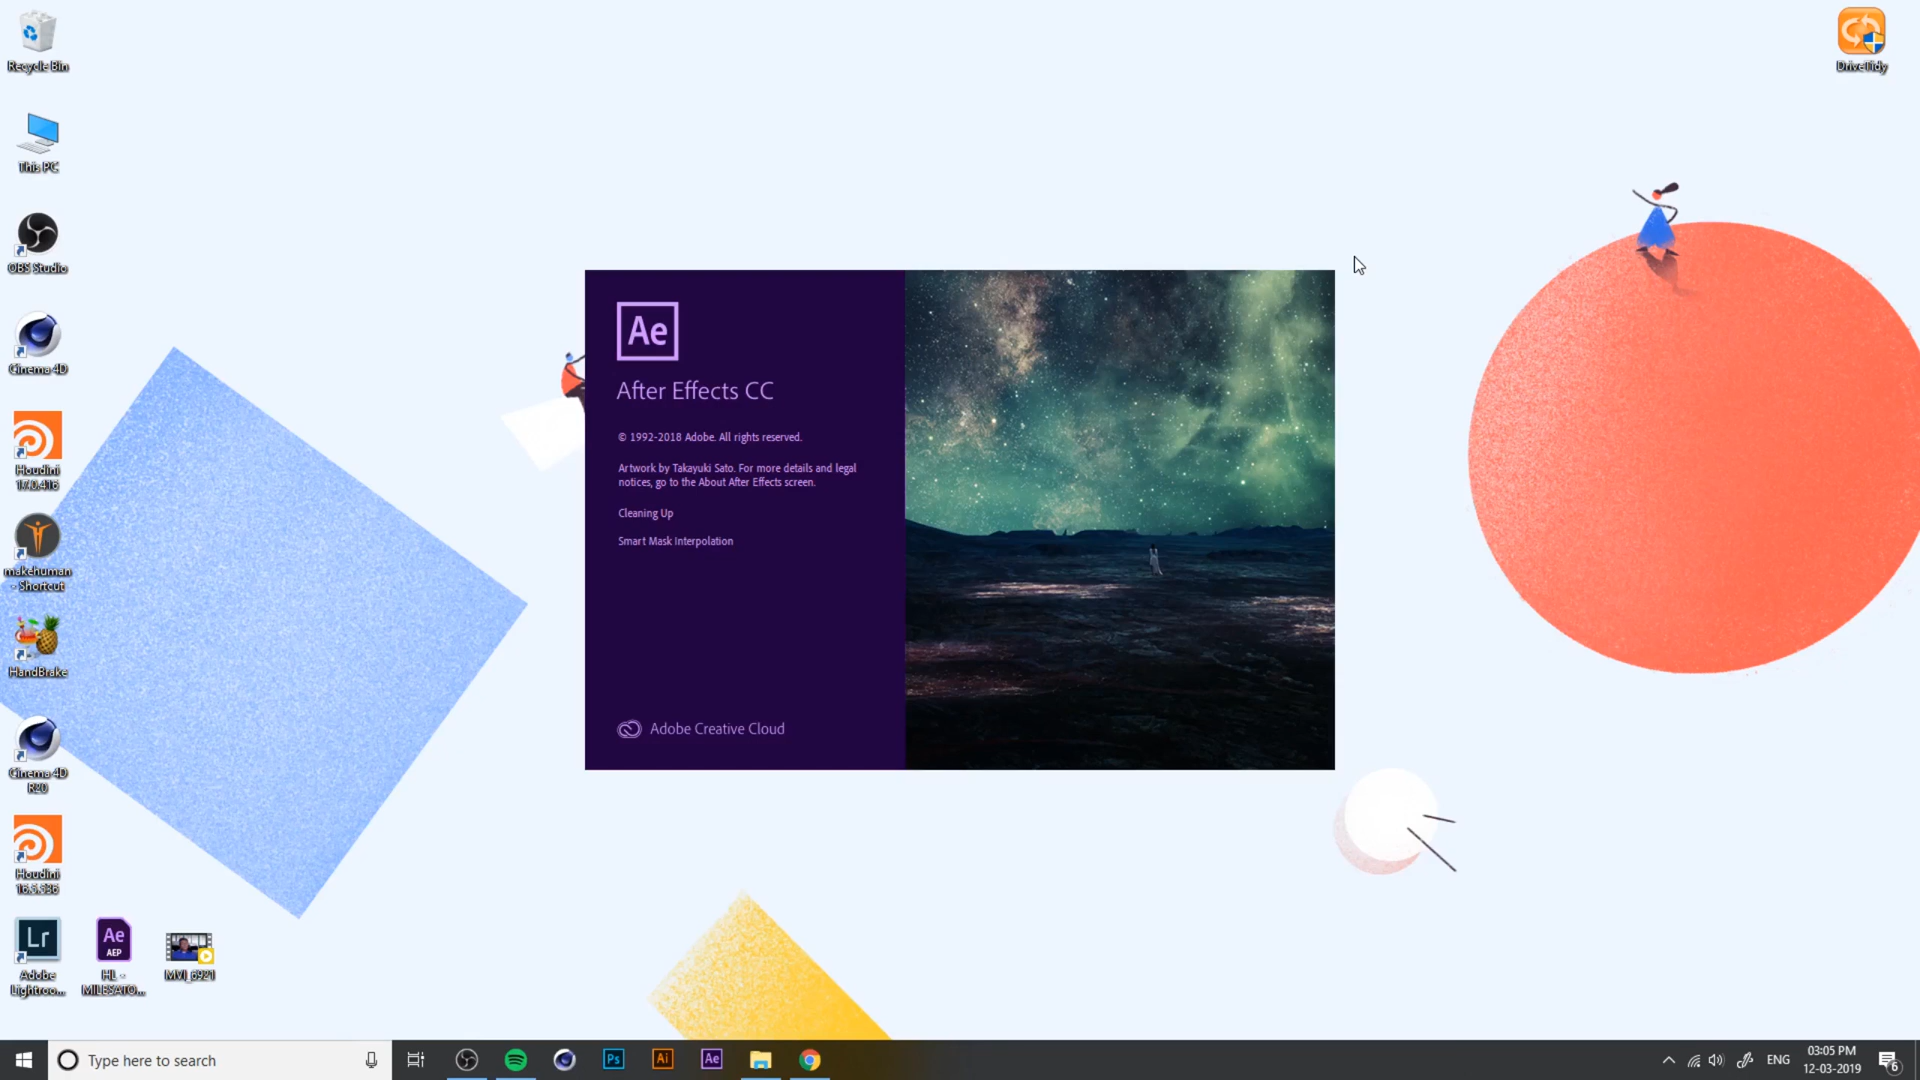 Recycle Bin
This PC
OBS Studio
Cinema 4D
Houdini
17.0.416
makehuman
- Shortcut
HandBrake
Cinema 4D
R20
Houdini
16.5.536
Lr
Adobe
Lightroo...
Ae
AEP
HL -
MILESATO...
MVI_6921
DriveTidy
Ae
After Effects CC
© 1992-2018 Adobe. All rights reserved.
Artwork by Takayuki Sato. For more details and legal
notices, go to the About After Effects screen.
Cleaning Up
Smart Mask Interpolation
Adobe Creative Cloud
Type here to search
Ps
Ai
Ae
ENG
03:05 PM
12-03-2019
6